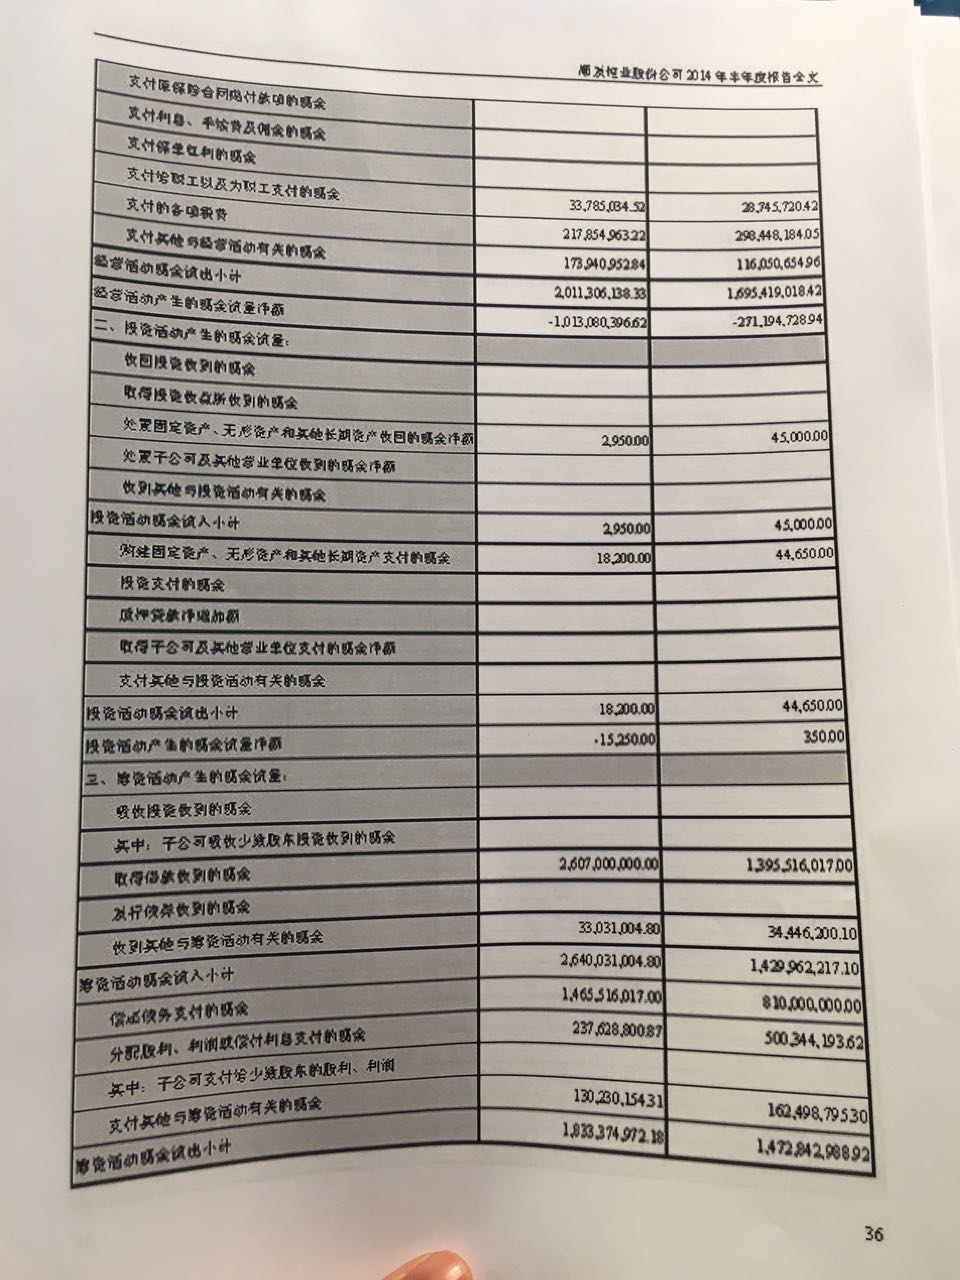 顺发恒业股份公司 2014 年半年度报告全文
支付原保险合同赔付款项的现金
支付利息、手续费及佣金的现金
支付保单红利的现金
支付给职工以及为职工支付的现金 33,785,034.52 28,745,720.42
支付的各项税费 217,854,963.22 298,448,184.05
支付其他与经营活动有关的现金 173,940,952.84 116,050,654.96
经营活动现金流出小计 2,011,306,138.33 1,695,419,018.42
经营活动产生的现金流量净额 -1,013,080,396.62 -271,194,728.94
二、投资活动产生的现金流量：
收回投资收到的现金
取得投资收益所收到的现金
处置固定资产、无形资产和其他长期资产收回的现金净额 2,950.00 45,000.00
处置子公司及其他营业单位收到的现金净额
收到其他与投资活动有关的现金
投资活动现金流入小计 2,950.00 45,000.00
购建固定资产、无形资产和其他长期资产支付的现金 18,200.00 44,650.00
投资支付的现金
质押贷款净增加额
取得子公司及其他营业单位支付的现金净额
支付其他与投资活动有关的现金
投资活动现金流出小计 18,200.00 44,650.00
投资活动产生的现金流量净额 -15,250.00 350.00
三、筹资活动产生的现金流量：
吸收投资收到的现金
其中：子公司吸收少数股东投资收到的现金
取得借款收到的现金 2,607,000,000.00 1,395,516,017.00
发行债券收到的现金
收到其他与筹资活动有关的现金 33,031,004.80 34,446,200.10
筹资活动现金流入小计 2,640,031,004.80 1,429,962,217.10
偿还债务支付的现金 1,465,516,017.00 810,000,000.00
分配股利、利润或偿付利息支付的现金 237,628,800.87 500,344,193.62
其中：子公司支付给少数股东的股利、利润
支付其他与筹资活动有关的现金 130,230,154.31 162,498,795.30
筹资活动现金流出小计 1,833,374,972.18 1,472,842,988.92
36